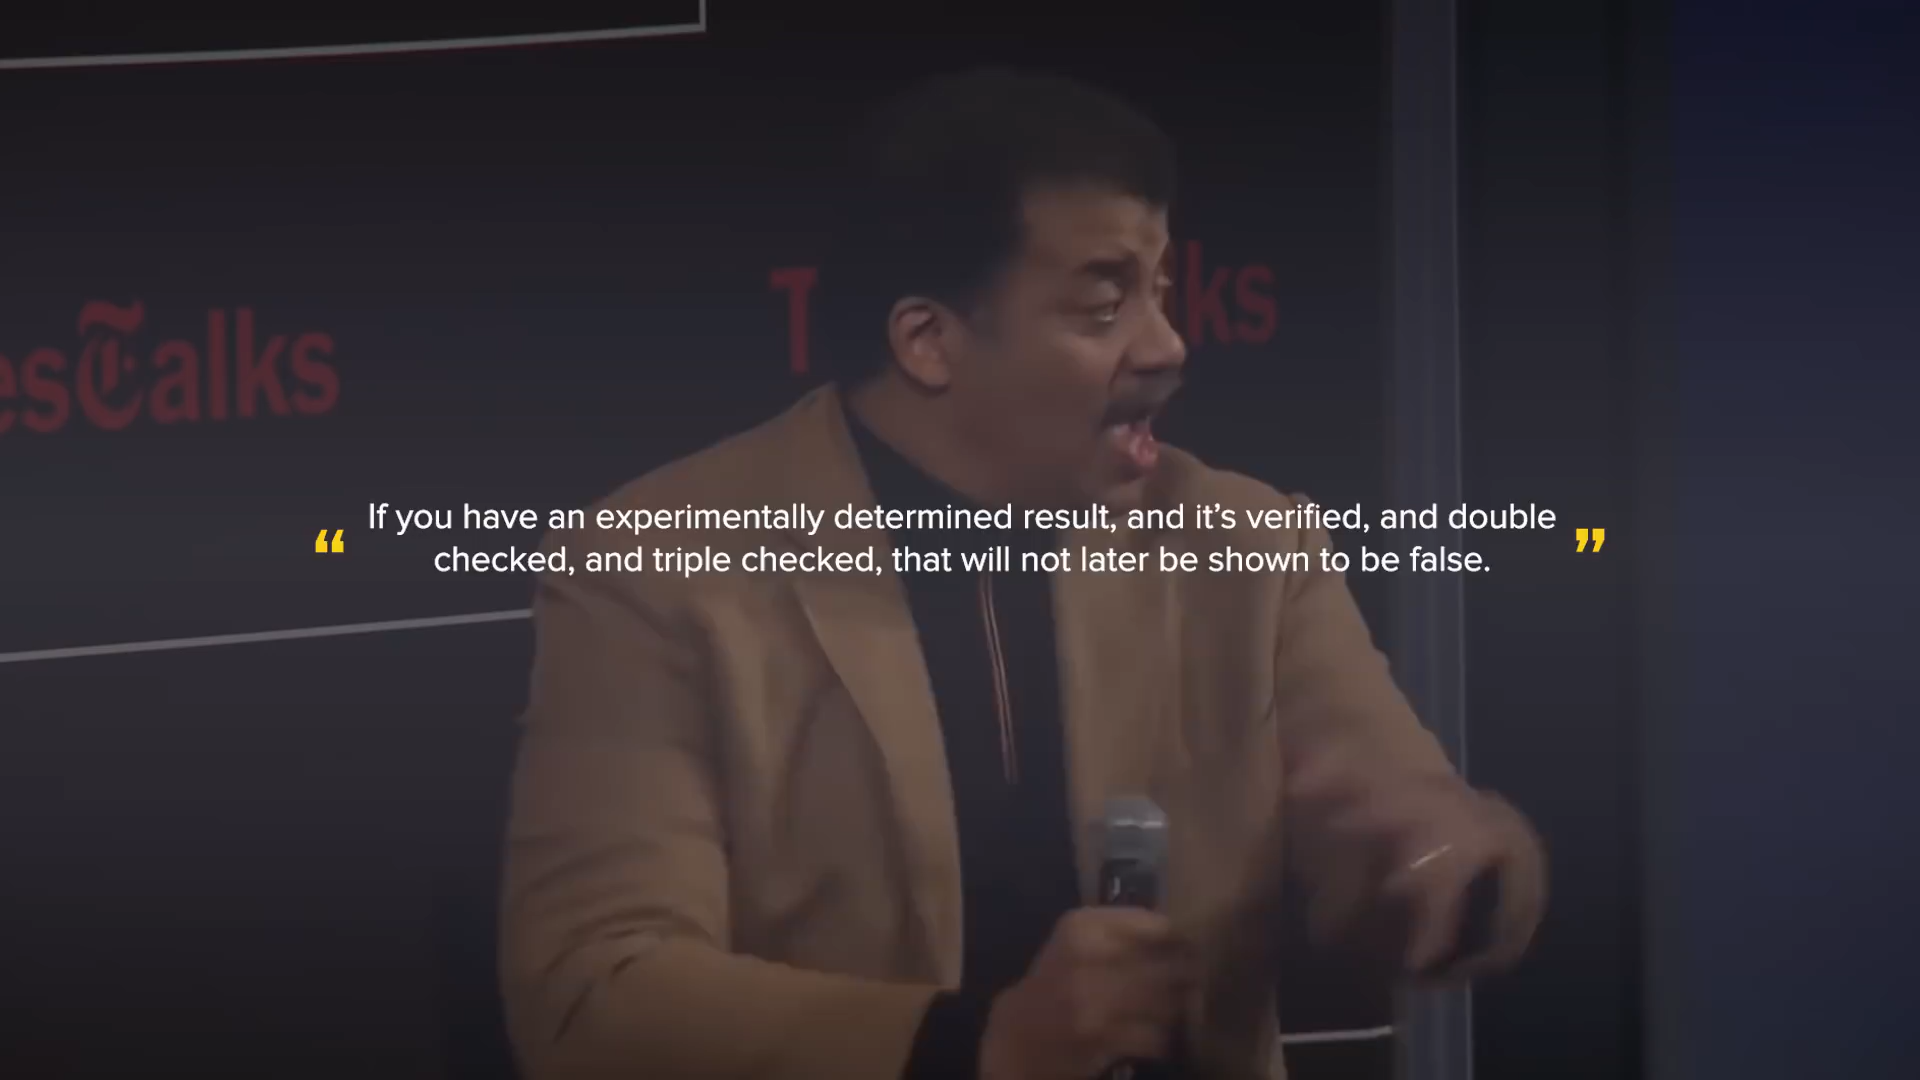 esTalks
T
lks
“ If you have an experimentally determined result, and it’s verified, and double
checked, and triple checked, that will not later be shown to be false. ”